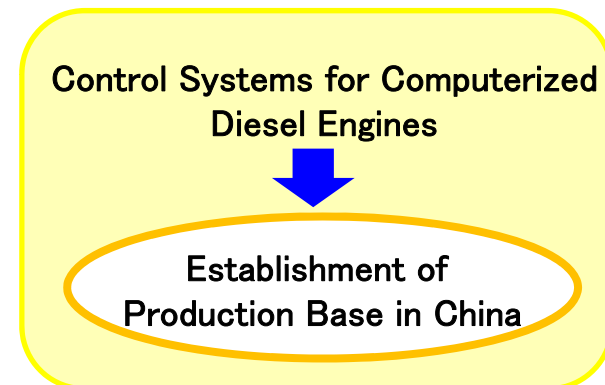 Control Systems for Computerized
Diesel Engines
Establishment of
Production Base in China